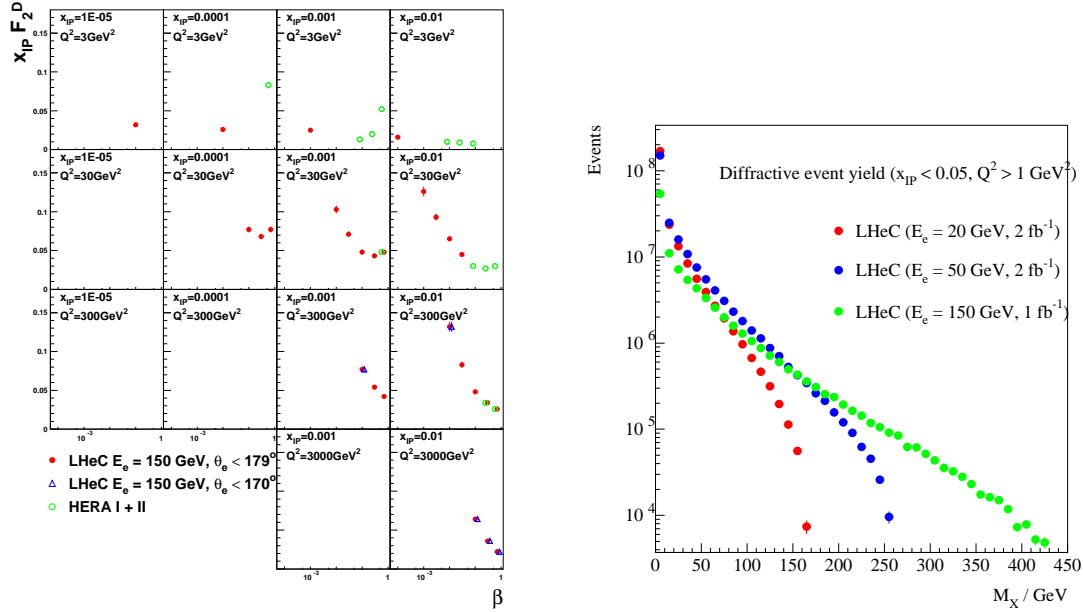 x_IP F_2^D
x_IP=1E-05
Q²=3GeV²
x_IP=0.0001
Q²=3GeV²
x_IP=0.001
Q²=3GeV²
x_IP=0.01
Q²=3GeV²
0.15
0.1
0.05
0
x_IP=1E-05
Q²=30GeV²
x_IP=0.0001
Q²=30GeV²
x_IP=0.001
Q²=30GeV²
x_IP=0.01
Q²=30GeV²
0.15
0.1
0.05
0
x_IP=1E-05
Q²=300GeV²
x_IP=0.0001
Q²=300GeV²
x_IP=0.001
Q²=300GeV²
x_IP=0.01
Q²=300GeV²
0.15
0.1
0.05
0
10⁻³ 1 10⁻³ 1
x_IP=0.001
Q²=3000GeV²
x_IP=0.01
Q²=3000GeV²
LHeC E_e = 150 GeV, θ_e < 179°
LHeC E_e = 150 GeV, θ_e < 170°
HERA I + II
10⁻³ 1 10⁻³ 1
β
Events
10⁸
10⁷
10⁶
10⁵
10⁴
Diffractive event yield (x_IP < 0.05, Q² > 1 GeV²)
LHeC (E_e = 20 GeV, 2 fb⁻¹)
LHeC (E_e = 50 GeV, 2 fb⁻¹)
LHeC (E_e = 150 GeV, 1 fb⁻¹)
0 50 100 150 200 250 300 350 400 450
M_X / GeV